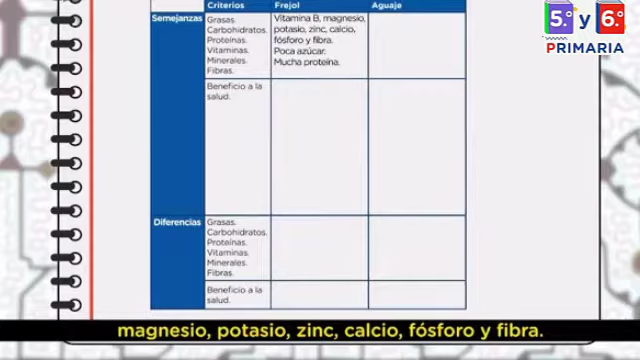 5.° y 6.°
PRIMARIA
Criterios Frejol Aguaje
Semejanzas
Grasas.
Carbohidratos.
Proteínas.
Vitaminas.
Minerales.
Fibras.
Vitamina B, magnesio,
potasio, zinc, calcio,
fósforo y fibra.
Poca azúcar.
Mucha proteína.
Beneficio a la
salud.
Diferencias
Grasas.
Carbohidratos.
Proteínas.
Vitaminas.
Minerales.
Fibras.
Beneficio a la
salud.
magnesio, potasio, zinc, calcio, fósforo y fibra.